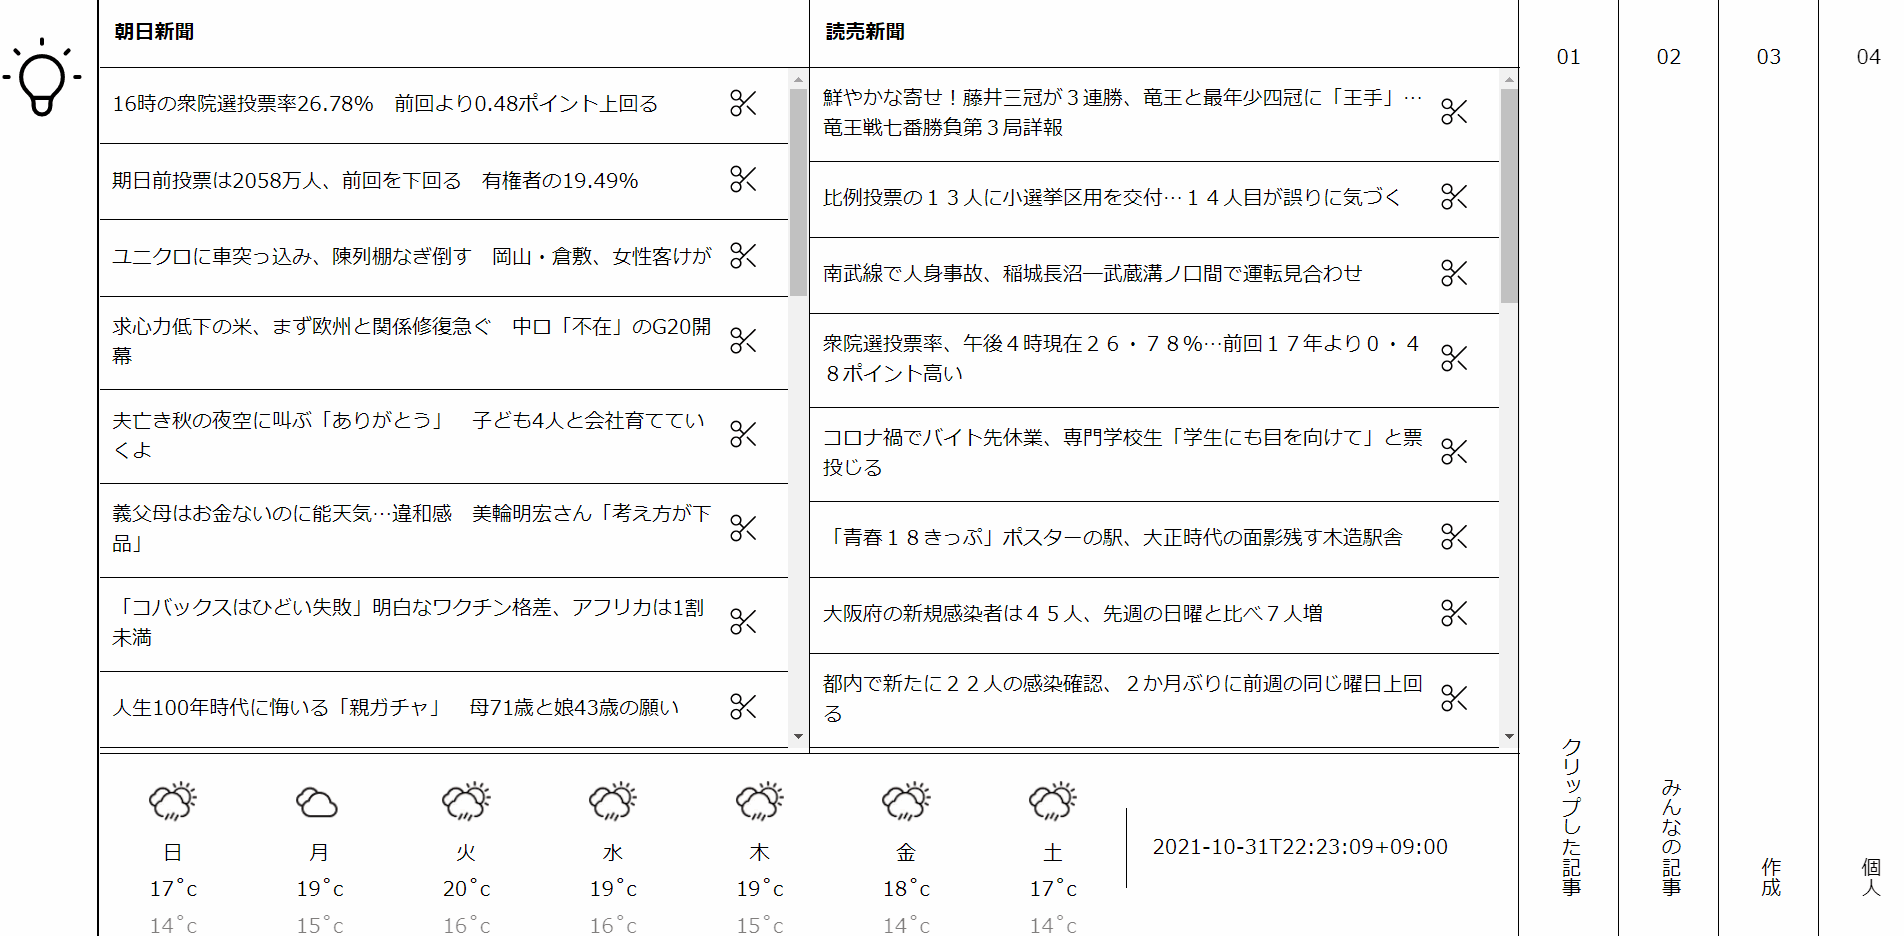 朝日新聞
16時の衆院選投票率26.78%　前回より0.48ポイント上回る
期日前投票は2058万人、前回を下回る　有権者の19.49%
ユニクロに車突っ込み、陳列棚なぎ倒す　岡山・倉敷、女性客けが
求心力低下の米、まず欧州と関係修復急ぐ　中ロ「不在」のG20開
幕
夫亡き秋の夜空に叫ぶ「ありがとう」　子ども4人と会社育ててい
くよ
義父母はお金ないのに能天気…違和感　美輪明宏さん「考え方が下
品」
「コバックスはひどい失敗」明白なワクチン格差、アフリカは1割
未満
人生100年時代に悔いる「親ガチャ」　母71歳と娘43歳の願い
読売新聞
鮮やかな寄せ！藤井三冠が３連勝、竜王と最年少四冠に「王手」…
竜王戦七番勝負第３局詳報
比例投票の１３人に小選挙区用を交付…１４人目が誤りに気づく
南武線で人身事故、稲城長沼―武蔵溝ノ口間で運転見合わせ
衆院選投票率、午後４時現在２６・７８％…前回１７年より０・４
８ポイント高い
コロナ禍でバイト先休業、専門学校生「学生にも目を向けて」と票
投じる
「青春１８きっぷ」ポスターの駅、大正時代の面影残す木造駅舎
大阪府の新規感染者は４５人、先週の日曜と比べ７人増
都内で新たに２２人の感染確認、２か月ぶりに前週の同じ曜日上回
る
日 月 火 水 木 金 土
17°c 19°c 20°c 19°c 19°c 18°c 17°c
14°c 15°c 16°c 16°c 15°c 14°c 14°c
2021-10-31T22:23:09+09:00
01
クリップした記事
02
みんなの記事
03
作成
04
個人